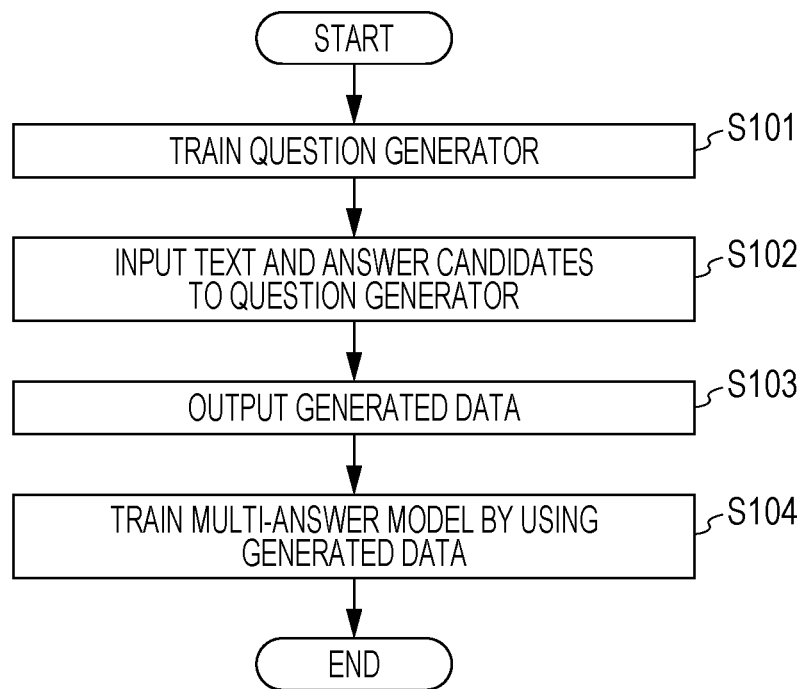 START
TRAIN QUESTION GENERATOR
S101
INPUT TEXT AND ANSWER CANDIDATES
TO QUESTION GENERATOR
S102
OUTPUT GENERATED DATA
S103
TRAIN MULTI-ANSWER MODEL BY USING
GENERATED DATA
S104
END